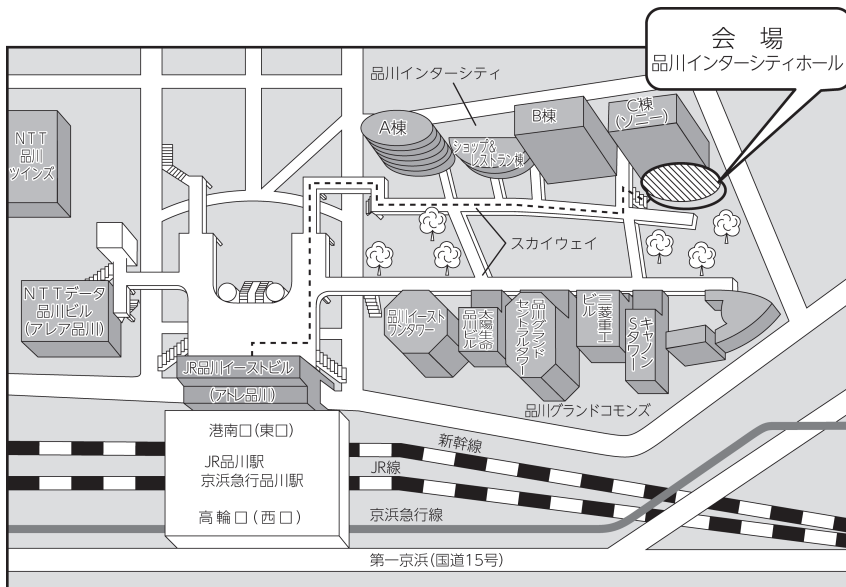 会場
品川インターシティホール
品川インターシティ
A棟
ショップ&
レストラン棟
B棟
C棟
(ソニー)
NTT
品川
ツインズ
スカイウェイ
NTTデータ
品川ビル
(アレア品川)
品川イースト
ワンタワー
太陽生命
品川ビル
品川グランド
セントラルタワー
三菱重工
ビル
キヤノン
Sタワー
JR品川イーストビル
(アトレ品川)
品川グランドコモンズ
港南口(東口)
JR品川駅
京浜急行品川駅
高輪口(西口)
新幹線
JR線
京浜急行線
第一京浜(国道15号)